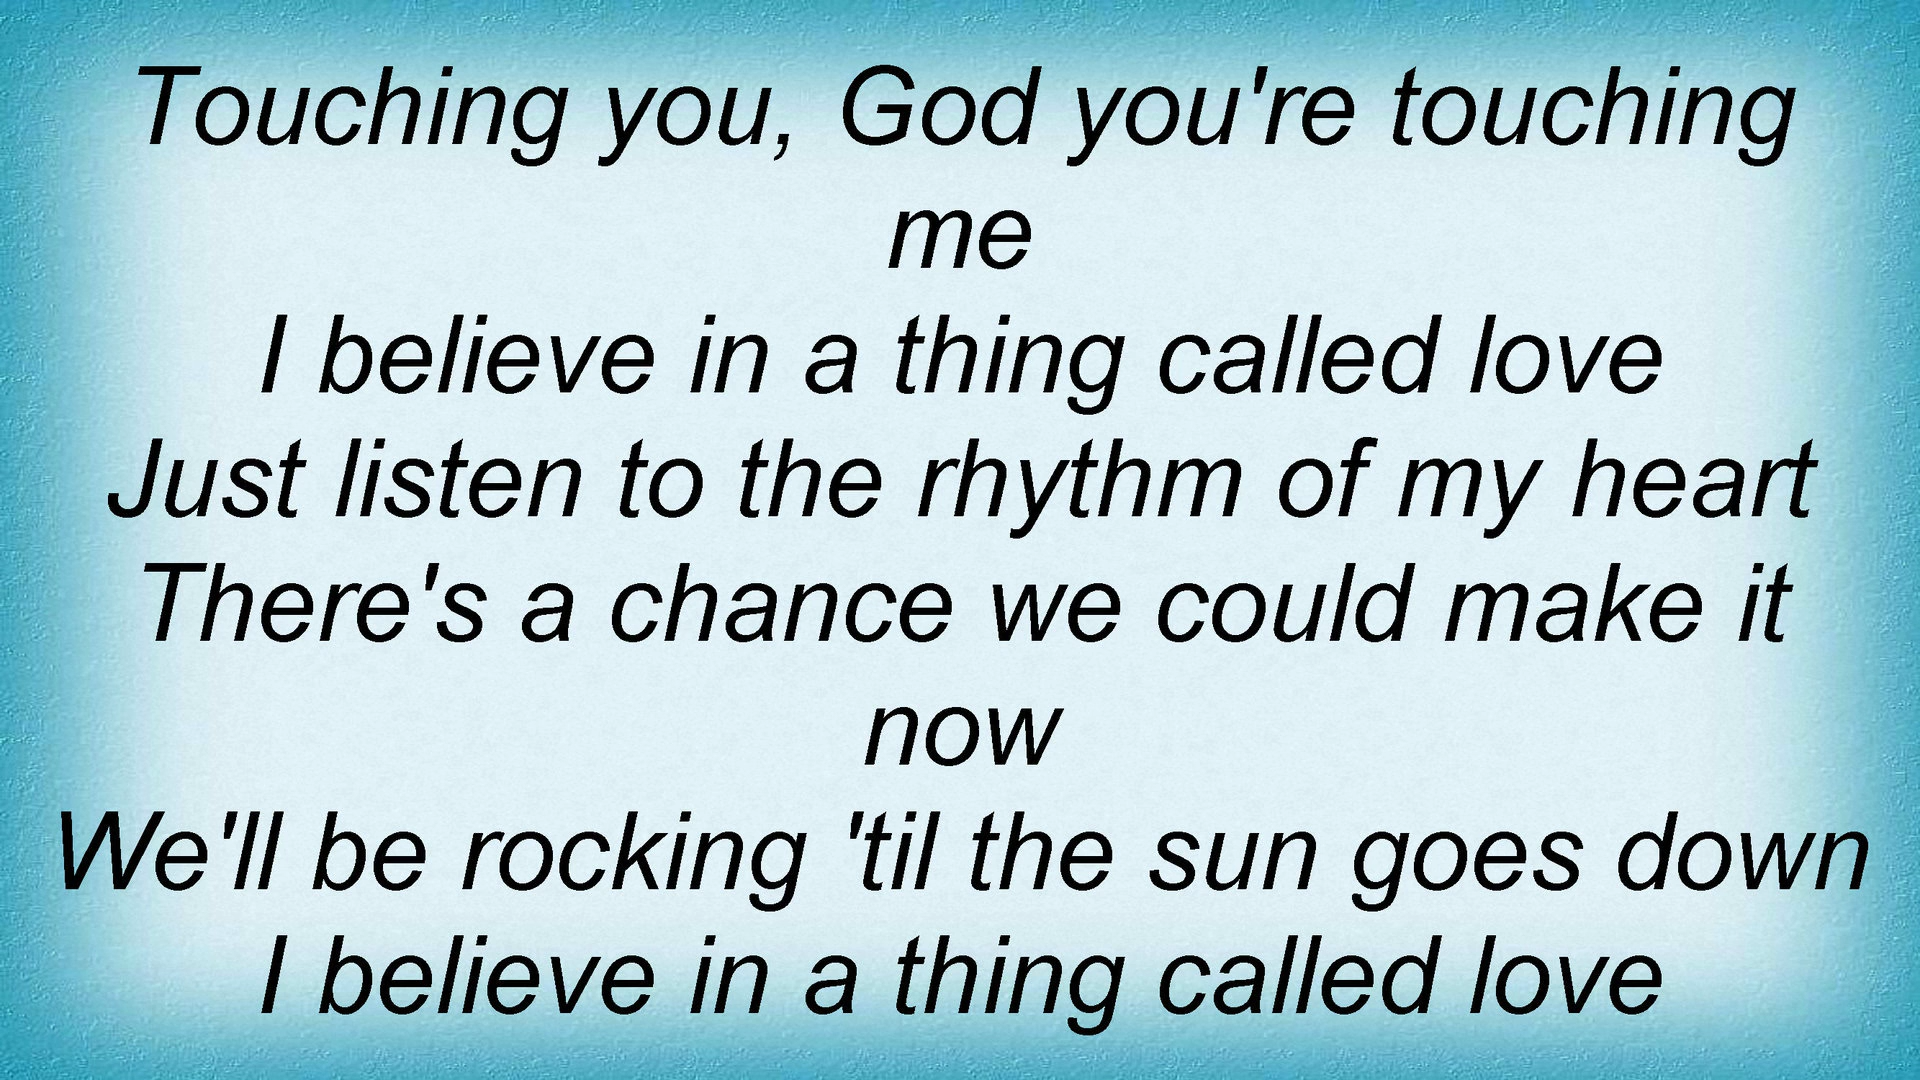 Touching you, God you're touching
me
I believe in a thing called love
Just listen to the rhythm of my heart
There's a chance we could make it
now
We'll be rocking 'til the sun goes down
I believe in a thing called love